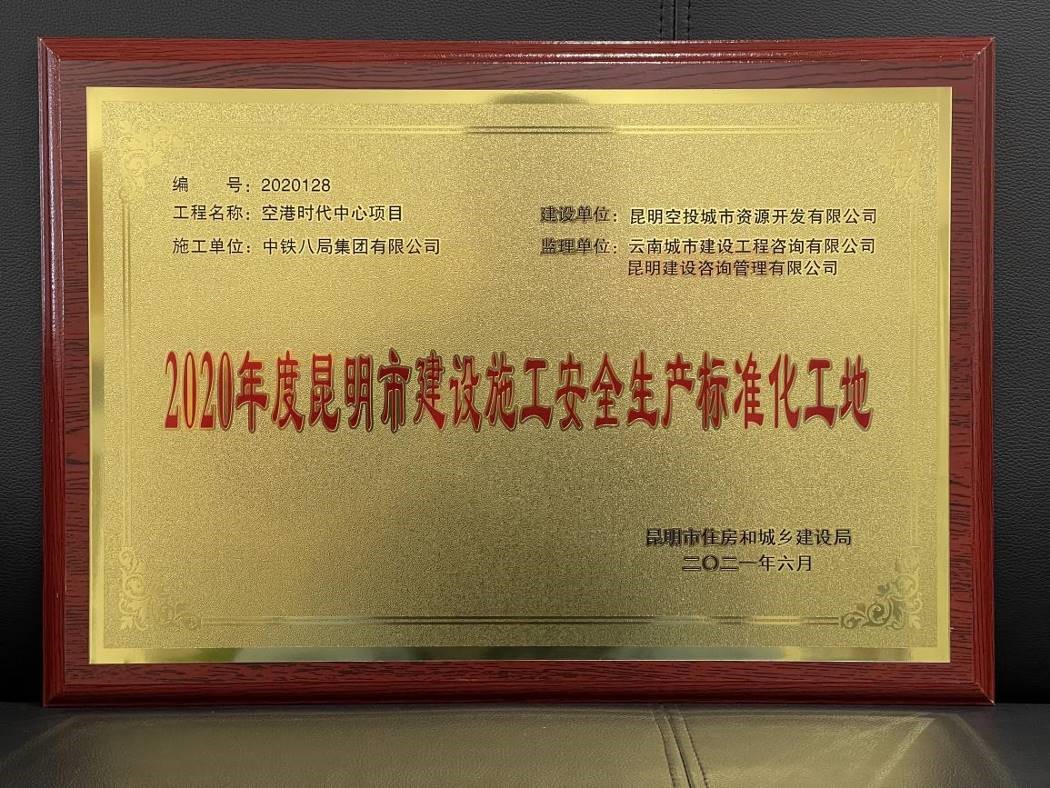 编 号：2020128
工程名称：空港时代中心项目
建设单位：昆明空投城市资源开发有限公司
施工单位：中铁八局集团有限公司
监理单位：云南城市建设工程咨询有限公司
昆明建设咨询管理有限公司
2020年度昆明市建设施工安全生产标准化工地
昆明市住房和城乡建设局
二〇二一年六月